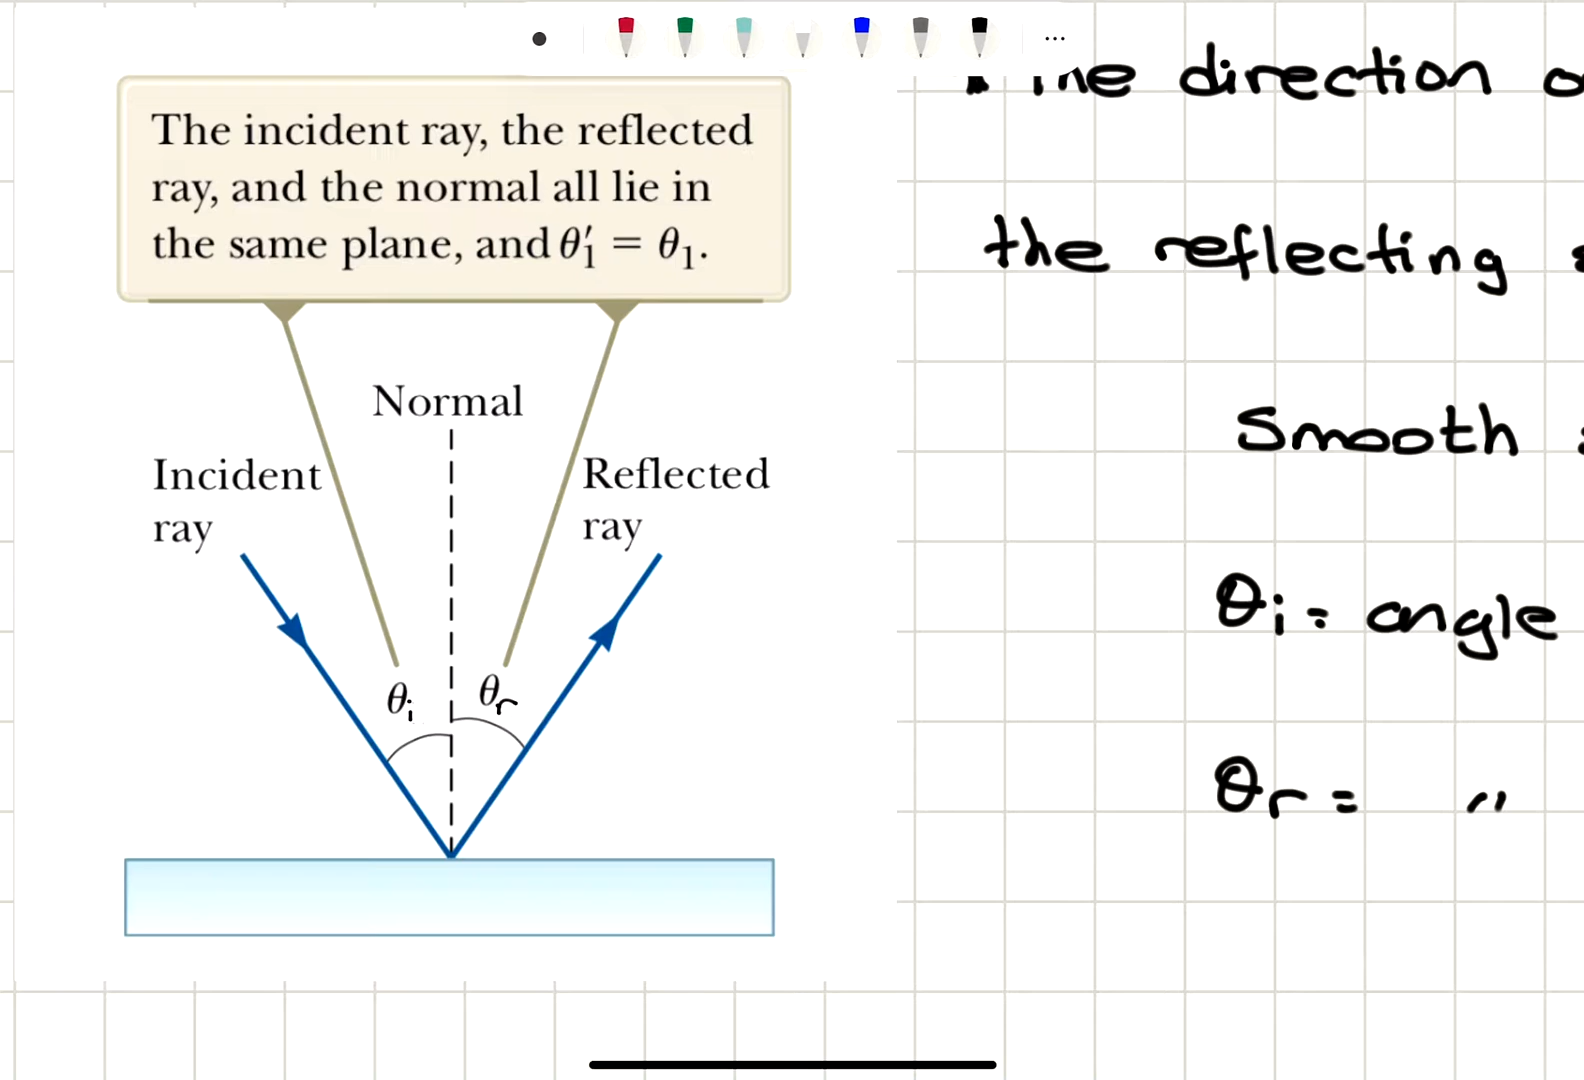 The incident ray, the reflected
ray, and the normal all lie in
the same plane, and θ′₁ = θ₁.
Normal
Incident
ray
Reflected
ray
θi
θr
The direction
the reflecting
Smooth
θi = angle
θr = "
...